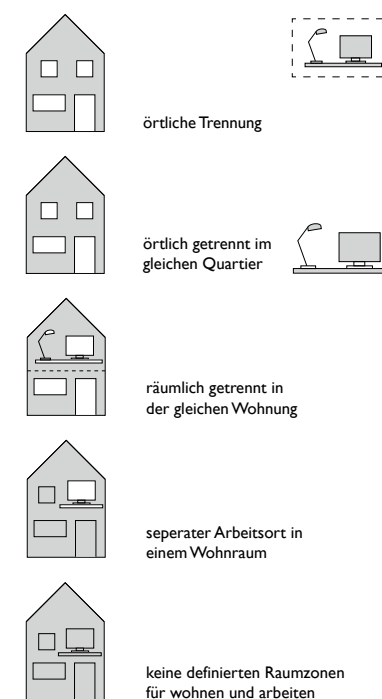 örtliche Trennung
örtlich getrennt im
gleichen Quartier
räumlich getrennt in
der gleichen Wohnung
seperater Arbeitsort in
einem Wohnraum
keine definierten Raumzonen
für wohnen und arbeiten